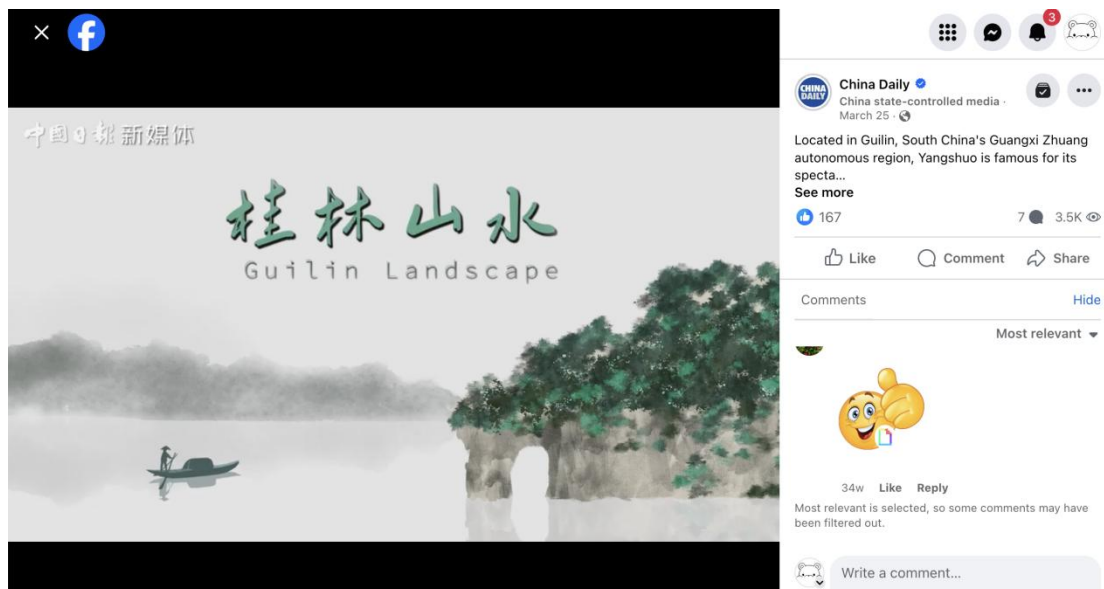 3
中国日报 新媒体
桂林山水
Guilin Landscape
CHINA DAILY
China Daily
China state-controlled media ·
March 25 ·
Located in Guilin, South China's Guangxi Zhuang
autonomous region, Yangshuo is famous for its
specta...
See more
167
7 3.5K
Like Comment Share
Comments Hide
Most relevant
34w Like Reply
Most relevant is selected, so some comments may have
been filtered out.
Write a comment...